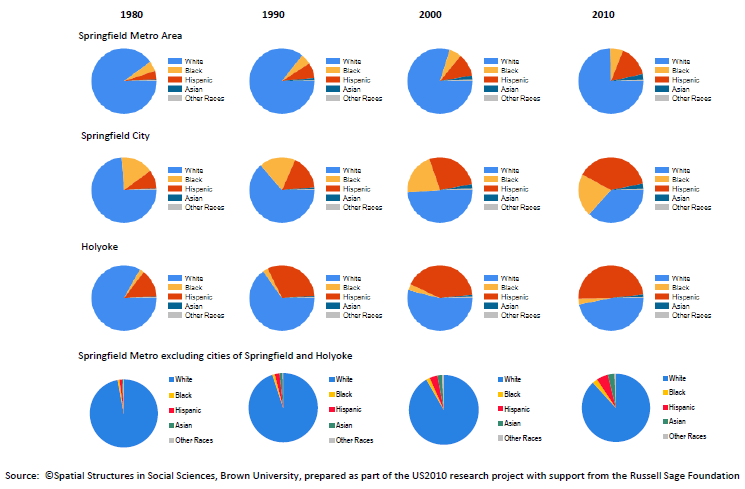 1980 1990 2000 2010
Springfield Metro Area
White White White White
Black Black Black Black
Hispanic Hispanic Hispanic Hispanic
Asian Asian Asian Asian
Other Races Other Races Other Races Other Races
Springfield City
White White White White
Black Black Black Black
Hispanic Hispanic Hispanic Hispanic
Asian Asian Asian Asian
Other Races Other Races Other Races Other Races
Holyoke
White White White White
Black Black Black Black
Hispanic Hispanic Hispanic Hispanic
Asian Asian Asian Asian
Other Races Other Races Other Races Other Races
Springfield Metro excluding cities of Springfield and Holyoke
White White White White
Black Black Black Black
Hispanic Hispanic Hispanic Hispanic
Asian Asian Asian Asian
Other Races Other Races Other Races Other Races
Source: ©Spatial Structures in Social Sciences, Brown University, prepared as part of the US2010 research project with support from the Russell Sage Foundation